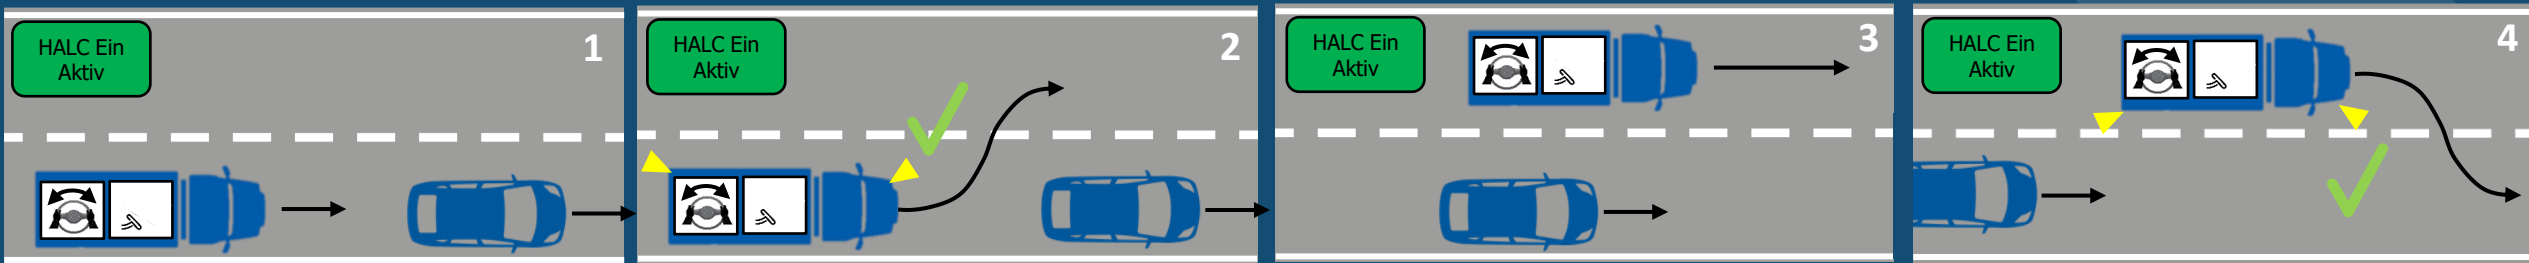 HALC Ein
Aktiv
1
HALC Ein
Aktiv
2
HALC Ein
Aktiv
3
HALC Ein
Aktiv
4